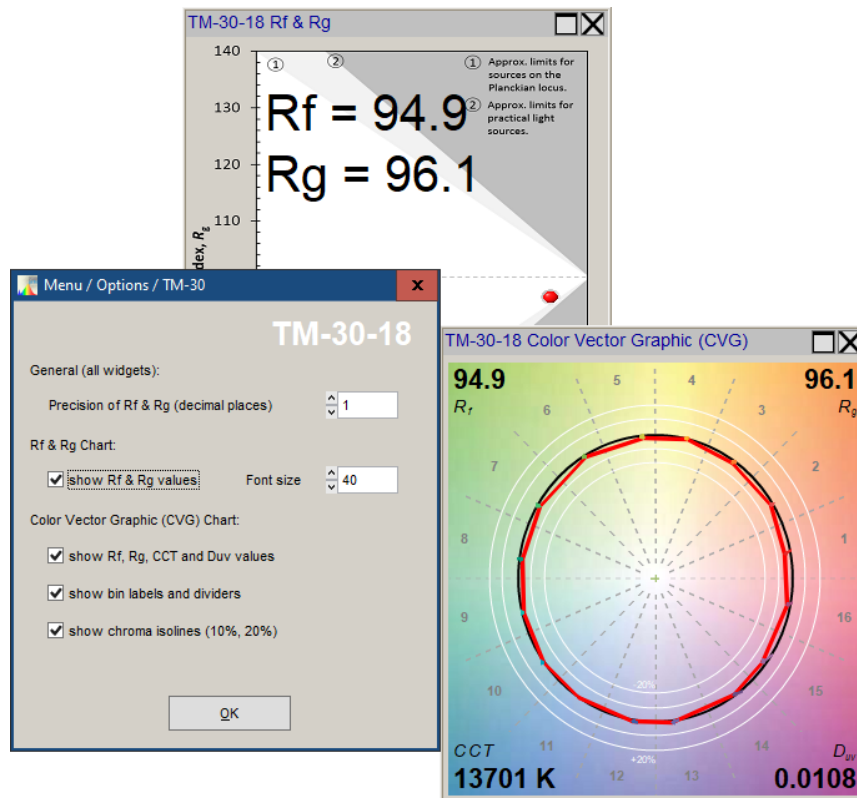 TM-30-18 Rf & Rg
140
130
120
110
1
2
1 Approx. limits for
sources on the
Planckian locus.
2 Approx. limits for
practical light
sources.
Rf = 94.9
Rg = 96.1
dex, Rg
Menu / Options / TM-30
x
TM-30-18
General (all widgets):
Precision of Rf & Rg (decimal places)
1
Rf & Rg Chart:
show Rf & Rg values
Font size
40
Color Vector Graphic (CVG) Chart:
show Rf, Rg, CCT and Duv values
show bin labels and dividers
show chroma isolines (10%, 20%)
OK
TM-30-18 Color Vector Graphic (CVG)
94.9
Rf
96.1
Rg
5
4
6
3
7
2
8
1
9
16
10
15
11
14
12
13
-20%
+20%
CCT
13701 K
Duv
0.0108